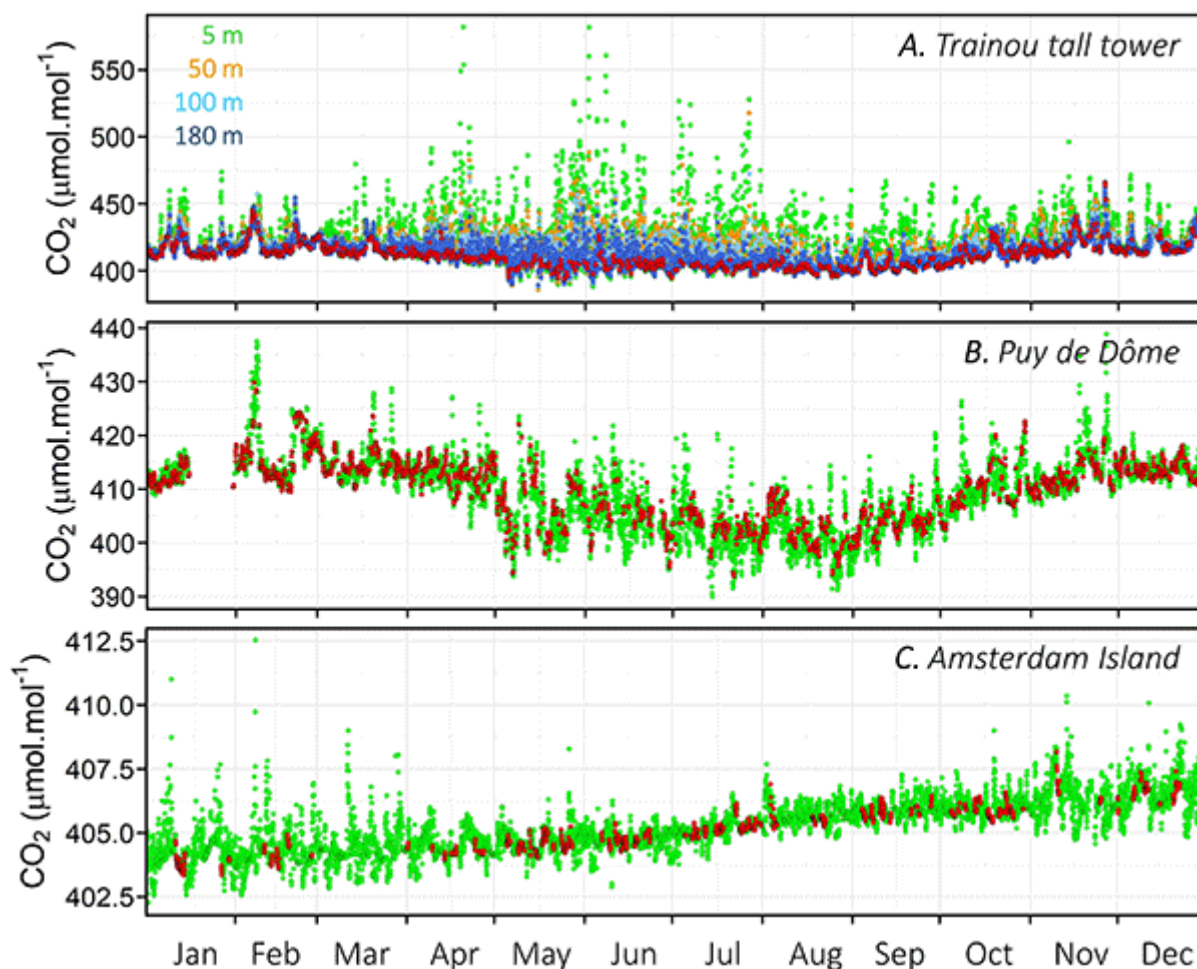 A. Trainou tall tower
5 m
50 m
100 m
180 m
CO₂ (µmol.mol⁻¹)
550
500
450
400
B. Puy de Dôme
CO₂ (µmol.mol⁻¹)
440
430
420
410
400
390
C. Amsterdam Island
CO₂ (µmol.mol⁻¹)
412.5
410.0
407.5
405.0
402.5
Jan Feb Mar Apr May Jun Jul Aug Sep Oct Nov Dec